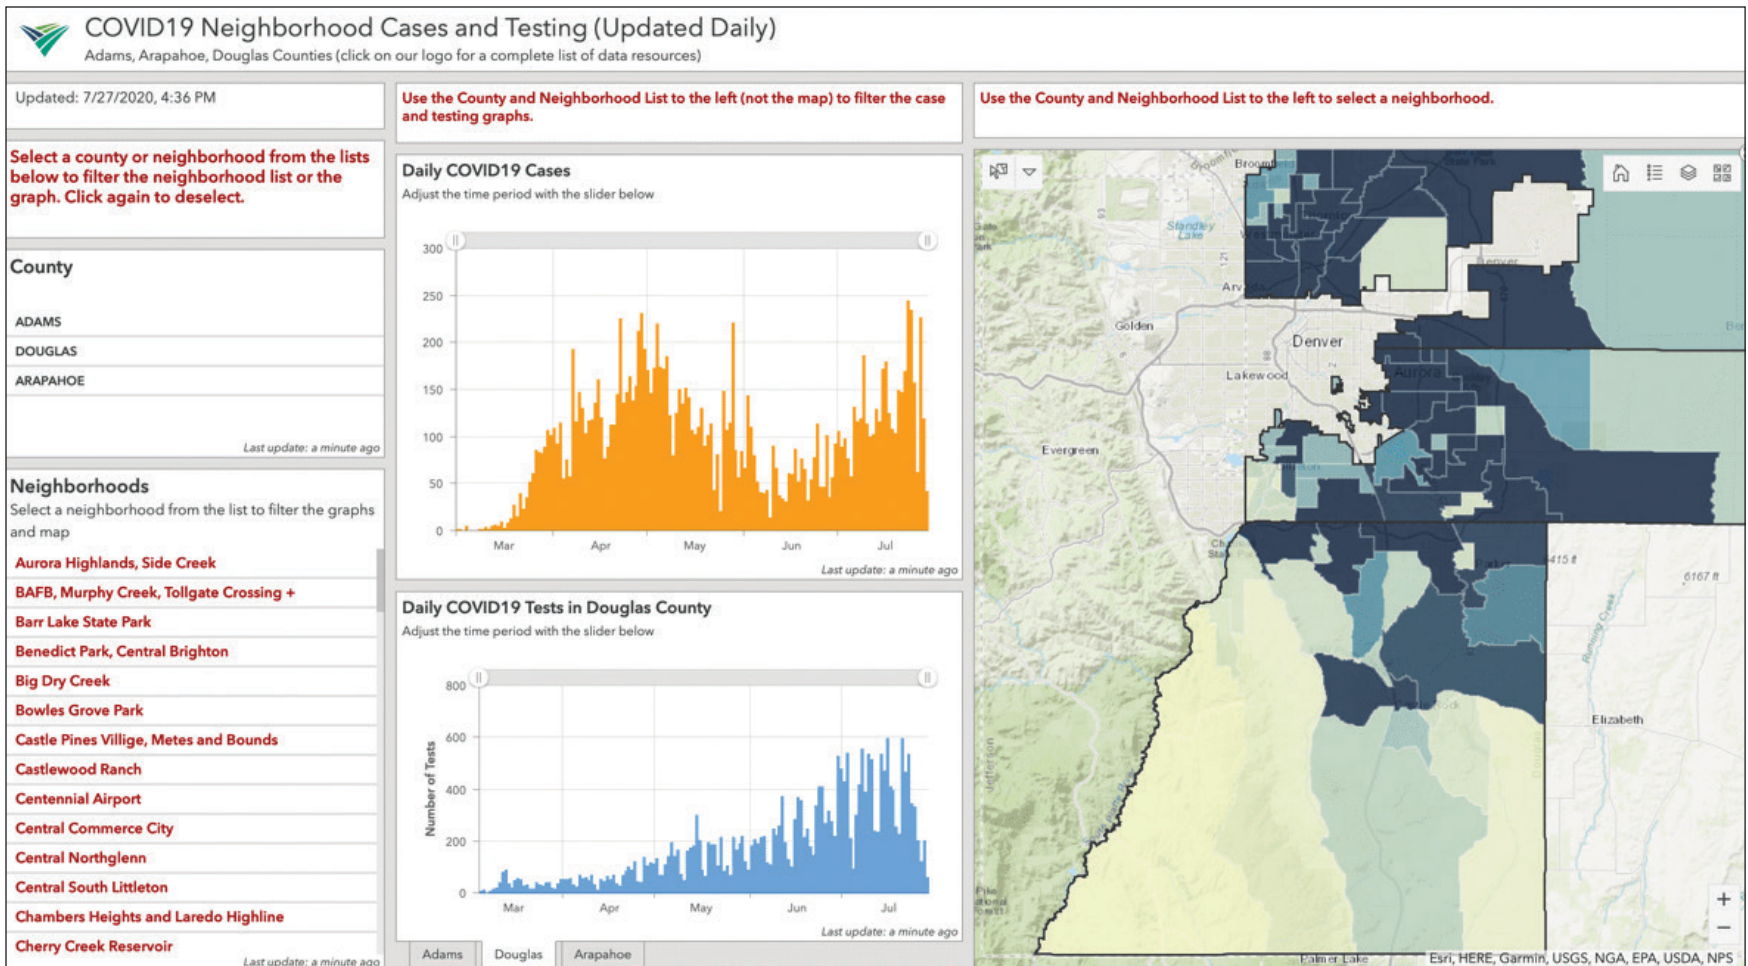 COVID19 Neighborhood Cases and Testing (Updated Daily)
Adams, Arapahoe, Douglas Counties (click on our logo for a complete list of data resources)
Updated: 7/27/2020, 4:36 PM
Select a county or neighborhood from the lists
below to filter the neighborhood list or the
graph. Click again to deselect.
County
ADAMS
DOUGLAS
ARAPAHOE
Last update: a minute ago
Neighborhoods
Select a neighborhood from the list to filter the graphs
and map
Aurora Highlands, Side Creek
BAFB, Murphy Creek, Tollgate Crossing +
Barr Lake State Park
Benedict Park, Central Brighton
Big Dry Creek
Bowles Grove Park
Castle Pines Villige, Metes and Bounds
Castlewood Ranch
Centennial Airport
Central Commerce City
Central Northglenn
Central South Littleton
Chambers Heights and Laredo Highline
Cherry Creek Reservoir
Last update: a minute ago
Use the County and Neighborhood List to the left (not the map) to filter the case
and testing graphs.
Daily COVID19 Cases
Adjust the time period with the slider below
300
250
200
150
100
50
0
Mar Apr May Jun Jul
Last update: a minute ago
Daily COVID19 Tests in Douglas County
Adjust the time period with the slider below
Number of Tests
800
600
400
200
0
Mar Apr May Jun Jul
Last update: a minute ago
Adams Douglas Arapahoe
Use the County and Neighborhood List to the left to select a neighborhood.
93
Standley
Lake
121
Denver
Golden
Denver
88
Lakewood
Aurora
Evergreen
6415 ft
6167 ft
Running Creek
Elizabeth
Jefferson
Palmer Lake
Esri, HERE, Garmin, USGS, NGA, EPA, USDA, NPS